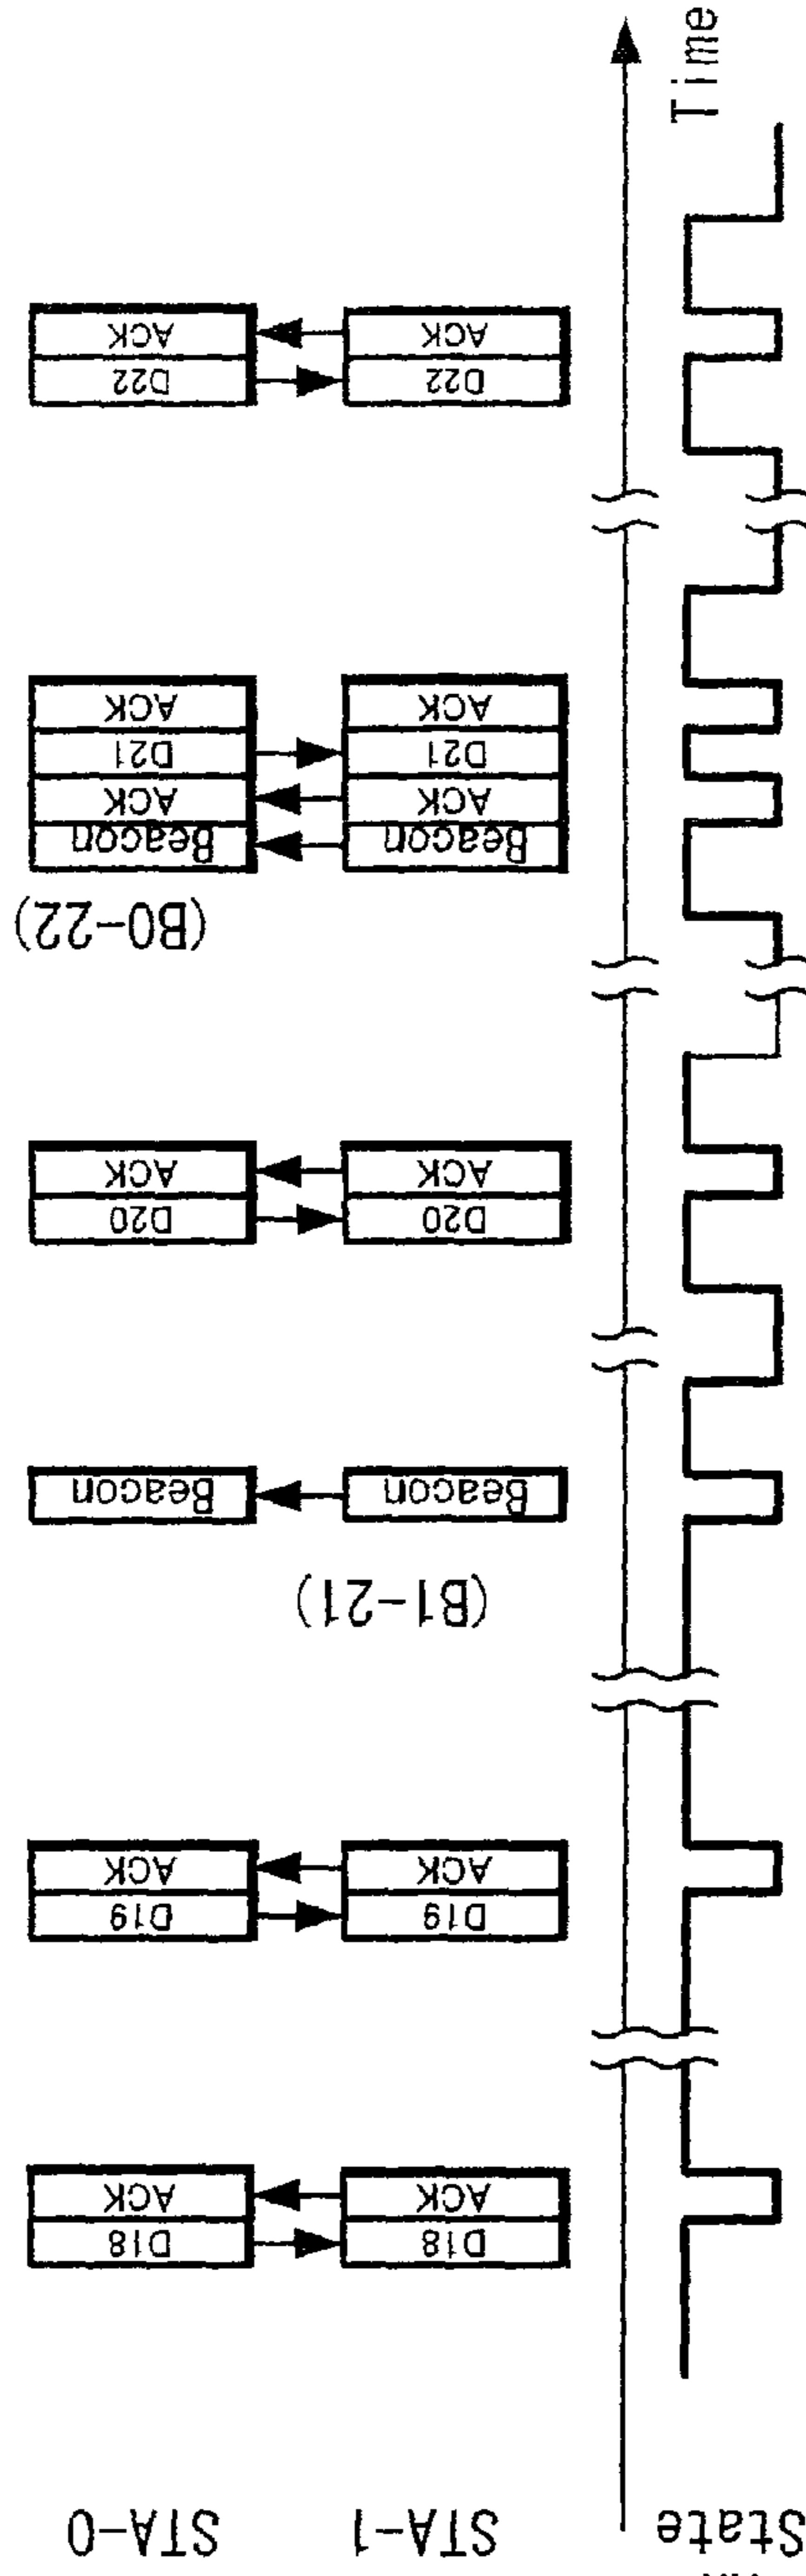 State
STA-1
STA-0
D18
D18
ACK
ACK
D19
D19
ACK
ACK
(B1-21)
Beacon
Beacon
D20
D20
ACK
ACK
(B0-22)
Beacon
Beacon
ACK
ACK
D21
D21
ACK
ACK
D22
D22
ACK
ACK
Time